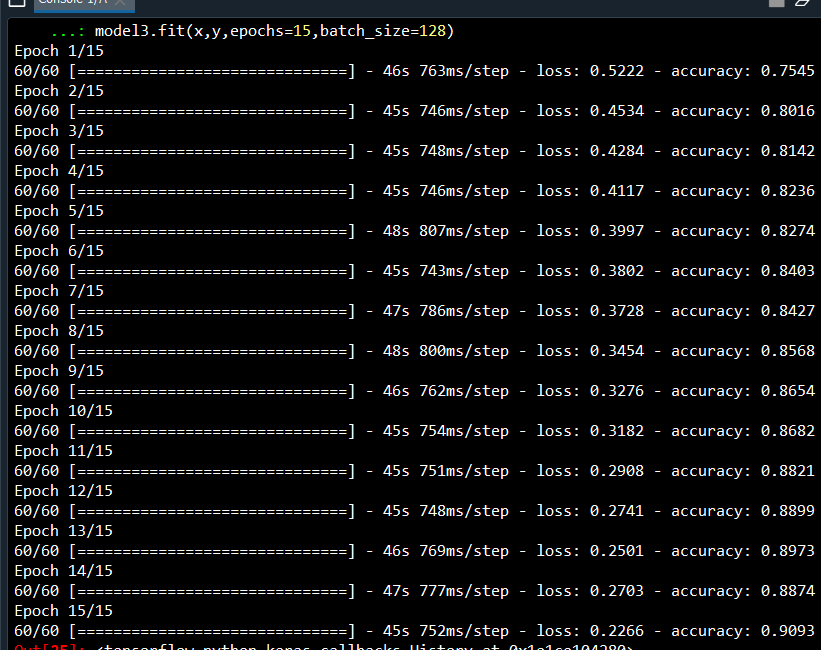 Console 1/A
...: model3.fit(x,y,epochs=15,batch_size=128)
Epoch 1/15
60/60 [==============================] - 46s 763ms/step - loss: 0.5222 - accuracy: 0.7545
Epoch 2/15
60/60 [==============================] - 45s 746ms/step - loss: 0.4534 - accuracy: 0.8016
Epoch 3/15
60/60 [==============================] - 45s 748ms/step - loss: 0.4284 - accuracy: 0.8142
Epoch 4/15
60/60 [==============================] - 45s 746ms/step - loss: 0.4117 - accuracy: 0.8236
Epoch 5/15
60/60 [==============================] - 48s 807ms/step - loss: 0.3997 - accuracy: 0.8274
Epoch 6/15
60/60 [==============================] - 45s 743ms/step - loss: 0.3802 - accuracy: 0.8403
Epoch 7/15
60/60 [==============================] - 47s 786ms/step - loss: 0.3728 - accuracy: 0.8427
Epoch 8/15
60/60 [==============================] - 48s 800ms/step - loss: 0.3454 - accuracy: 0.8568
Epoch 9/15
60/60 [==============================] - 46s 762ms/step - loss: 0.3276 - accuracy: 0.8654
Epoch 10/15
60/60 [==============================] - 45s 754ms/step - loss: 0.3182 - accuracy: 0.8682
Epoch 11/15
60/60 [==============================] - 45s 751ms/step - loss: 0.2908 - accuracy: 0.8821
Epoch 12/15
60/60 [==============================] - 45s 748ms/step - loss: 0.2741 - accuracy: 0.8899
Epoch 13/15
60/60 [==============================] - 46s 769ms/step - loss: 0.2501 - accuracy: 0.8973
Epoch 14/15
60/60 [==============================] - 47s 777ms/step - loss: 0.2703 - accuracy: 0.8874
Epoch 15/15
60/60 [==============================] - 45s 752ms/step - loss: 0.2266 - accuracy: 0.9093
<tensorflow.python.keras.callbacks.History at